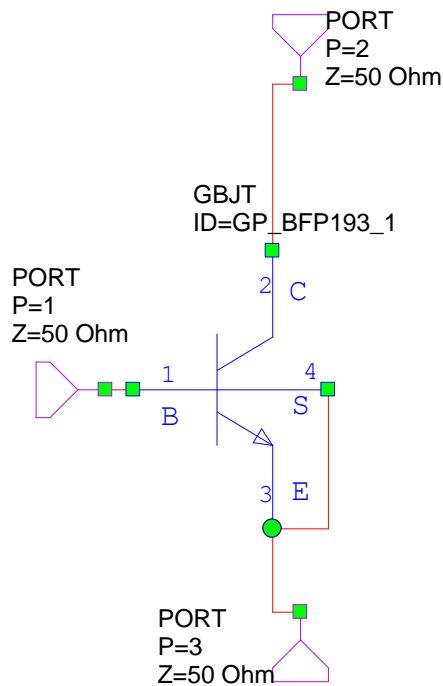 PORT
P=2
Z=50 Ohm
GBJT
ID=GP_BFP193_1
2 C
PORT
P=1
Z=50 Ohm
1 4
B S
3 E
PORT
P=3
Z=50 Ohm